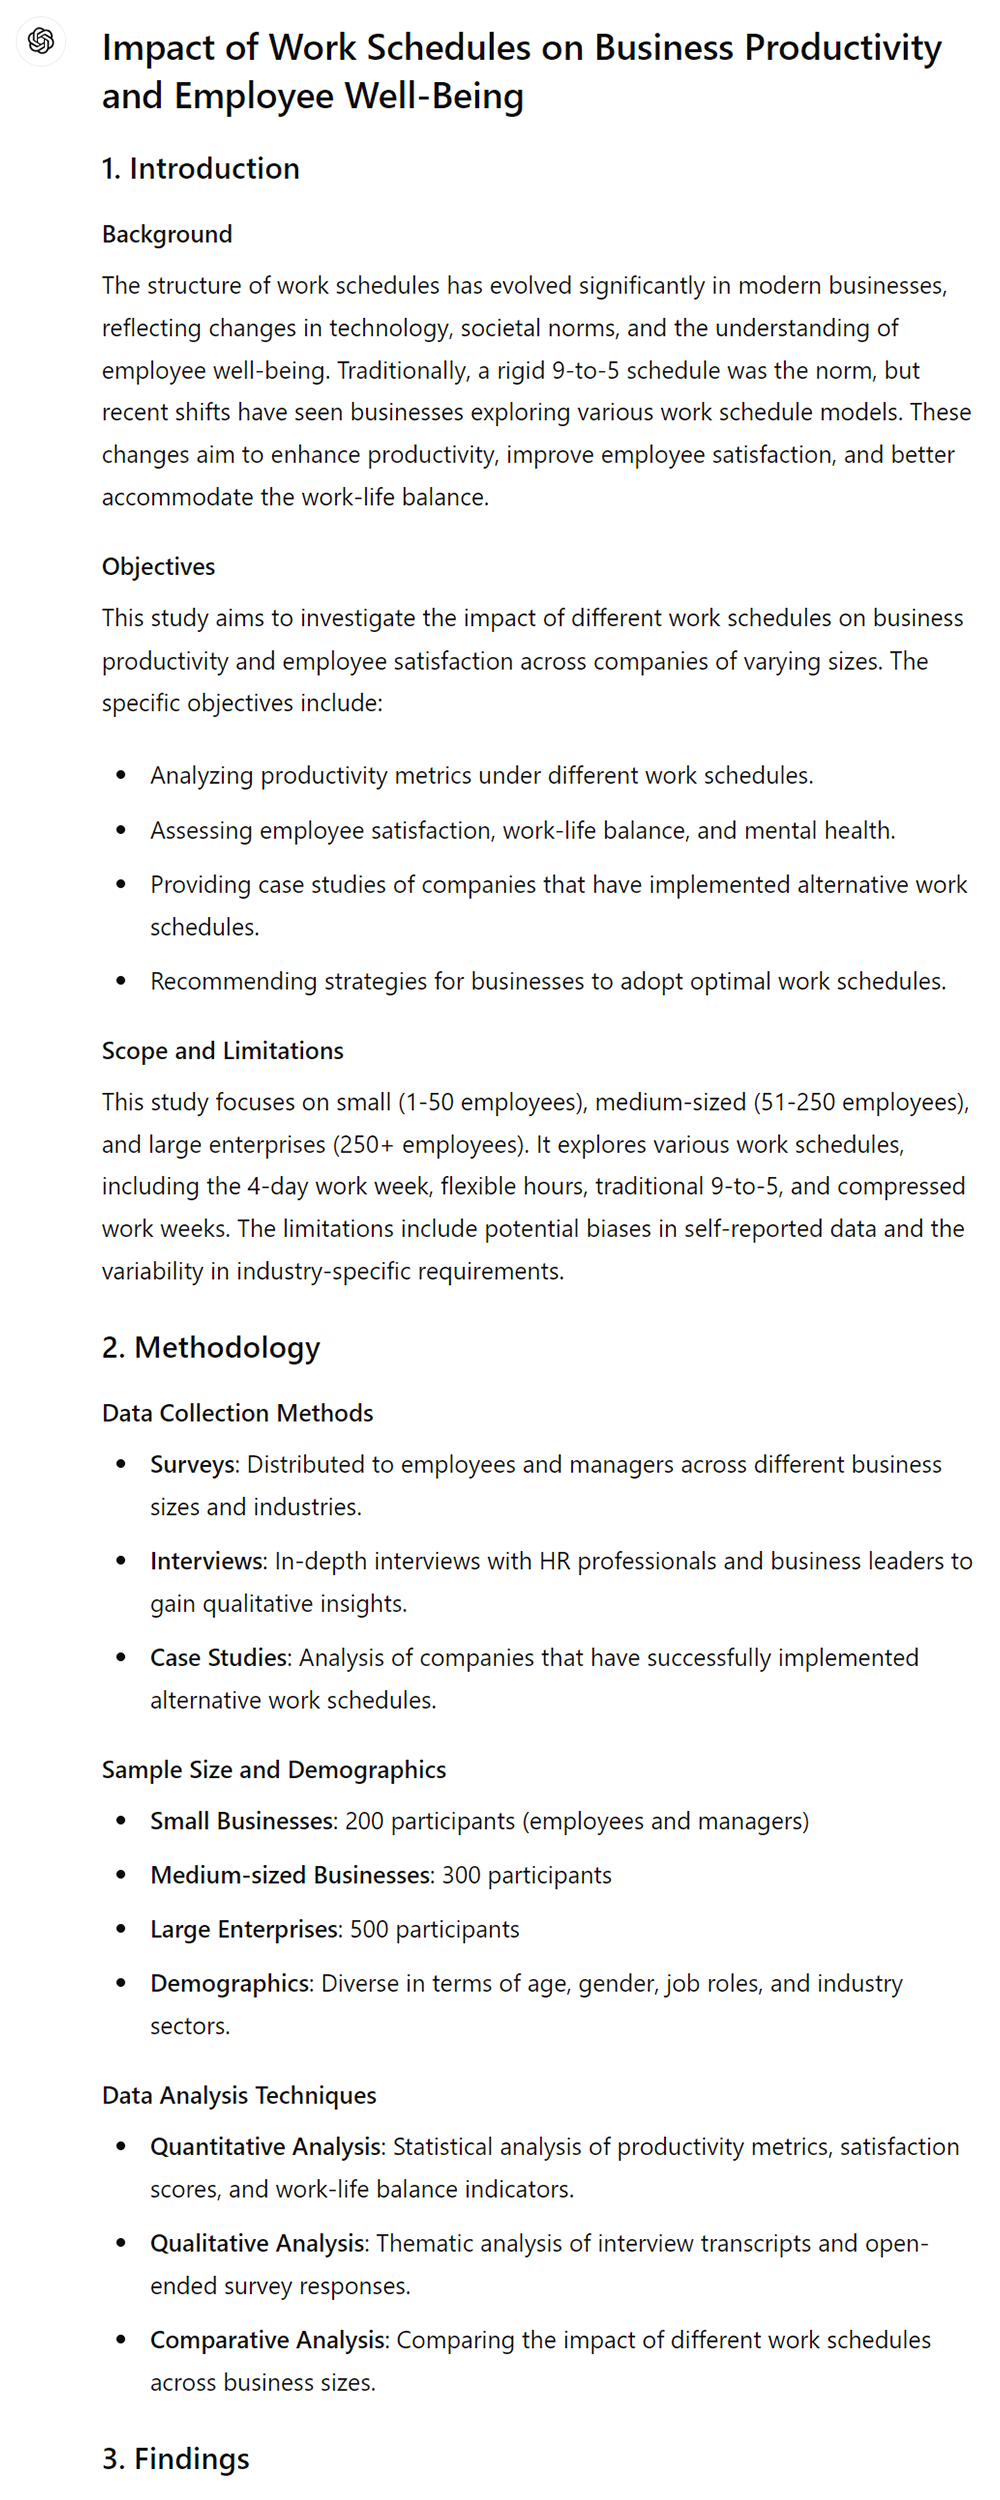 Impact of Work Schedules on Business Productivity
and Employee Well-Being
1. Introduction
Background
The structure of work schedules has evolved significantly in modern businesses,
reflecting changes in technology, societal norms, and the understanding of
employee well-being. Traditionally, a rigid 9-to-5 schedule was the norm, but
recent shifts have seen businesses exploring various work schedule models. These
changes aim to enhance productivity, improve employee satisfaction, and better
accommodate the work-life balance.
Objectives
This study aims to investigate the impact of different work schedules on business
productivity and employee satisfaction across companies of varying sizes. The
specific objectives include:
• Analyzing productivity metrics under different work schedules.
• Assessing employee satisfaction, work-life balance, and mental health.
• Providing case studies of companies that have implemented alternative work
schedules.
• Recommending strategies for businesses to adopt optimal work schedules.
Scope and Limitations
This study focuses on small (1-50 employees), medium-sized (51-250 employees),
and large enterprises (250+ employees). It explores various work schedules,
including the 4-day work week, flexible hours, traditional 9-to-5, and compressed
work weeks. The limitations include potential biases in self-reported data and the
variability in industry-specific requirements.
2. Methodology
Data Collection Methods
• Surveys: Distributed to employees and managers across different business
sizes and industries.
• Interviews: In-depth interviews with HR professionals and business leaders to
gain qualitative insights.
• Case Studies: Analysis of companies that have successfully implemented
alternative work schedules.
Sample Size and Demographics
• Small Businesses: 200 participants (employees and managers)
• Medium-sized Businesses: 300 participants
• Large Enterprises: 500 participants
• Demographics: Diverse in terms of age, gender, job roles, and industry
sectors.
Data Analysis Techniques
• Quantitative Analysis: Statistical analysis of productivity metrics, satisfaction
scores, and work-life balance indicators.
• Qualitative Analysis: Thematic analysis of interview transcripts and open-
ended survey responses.
• Comparative Analysis: Comparing the impact of different work schedules
across business sizes.
3. Findings